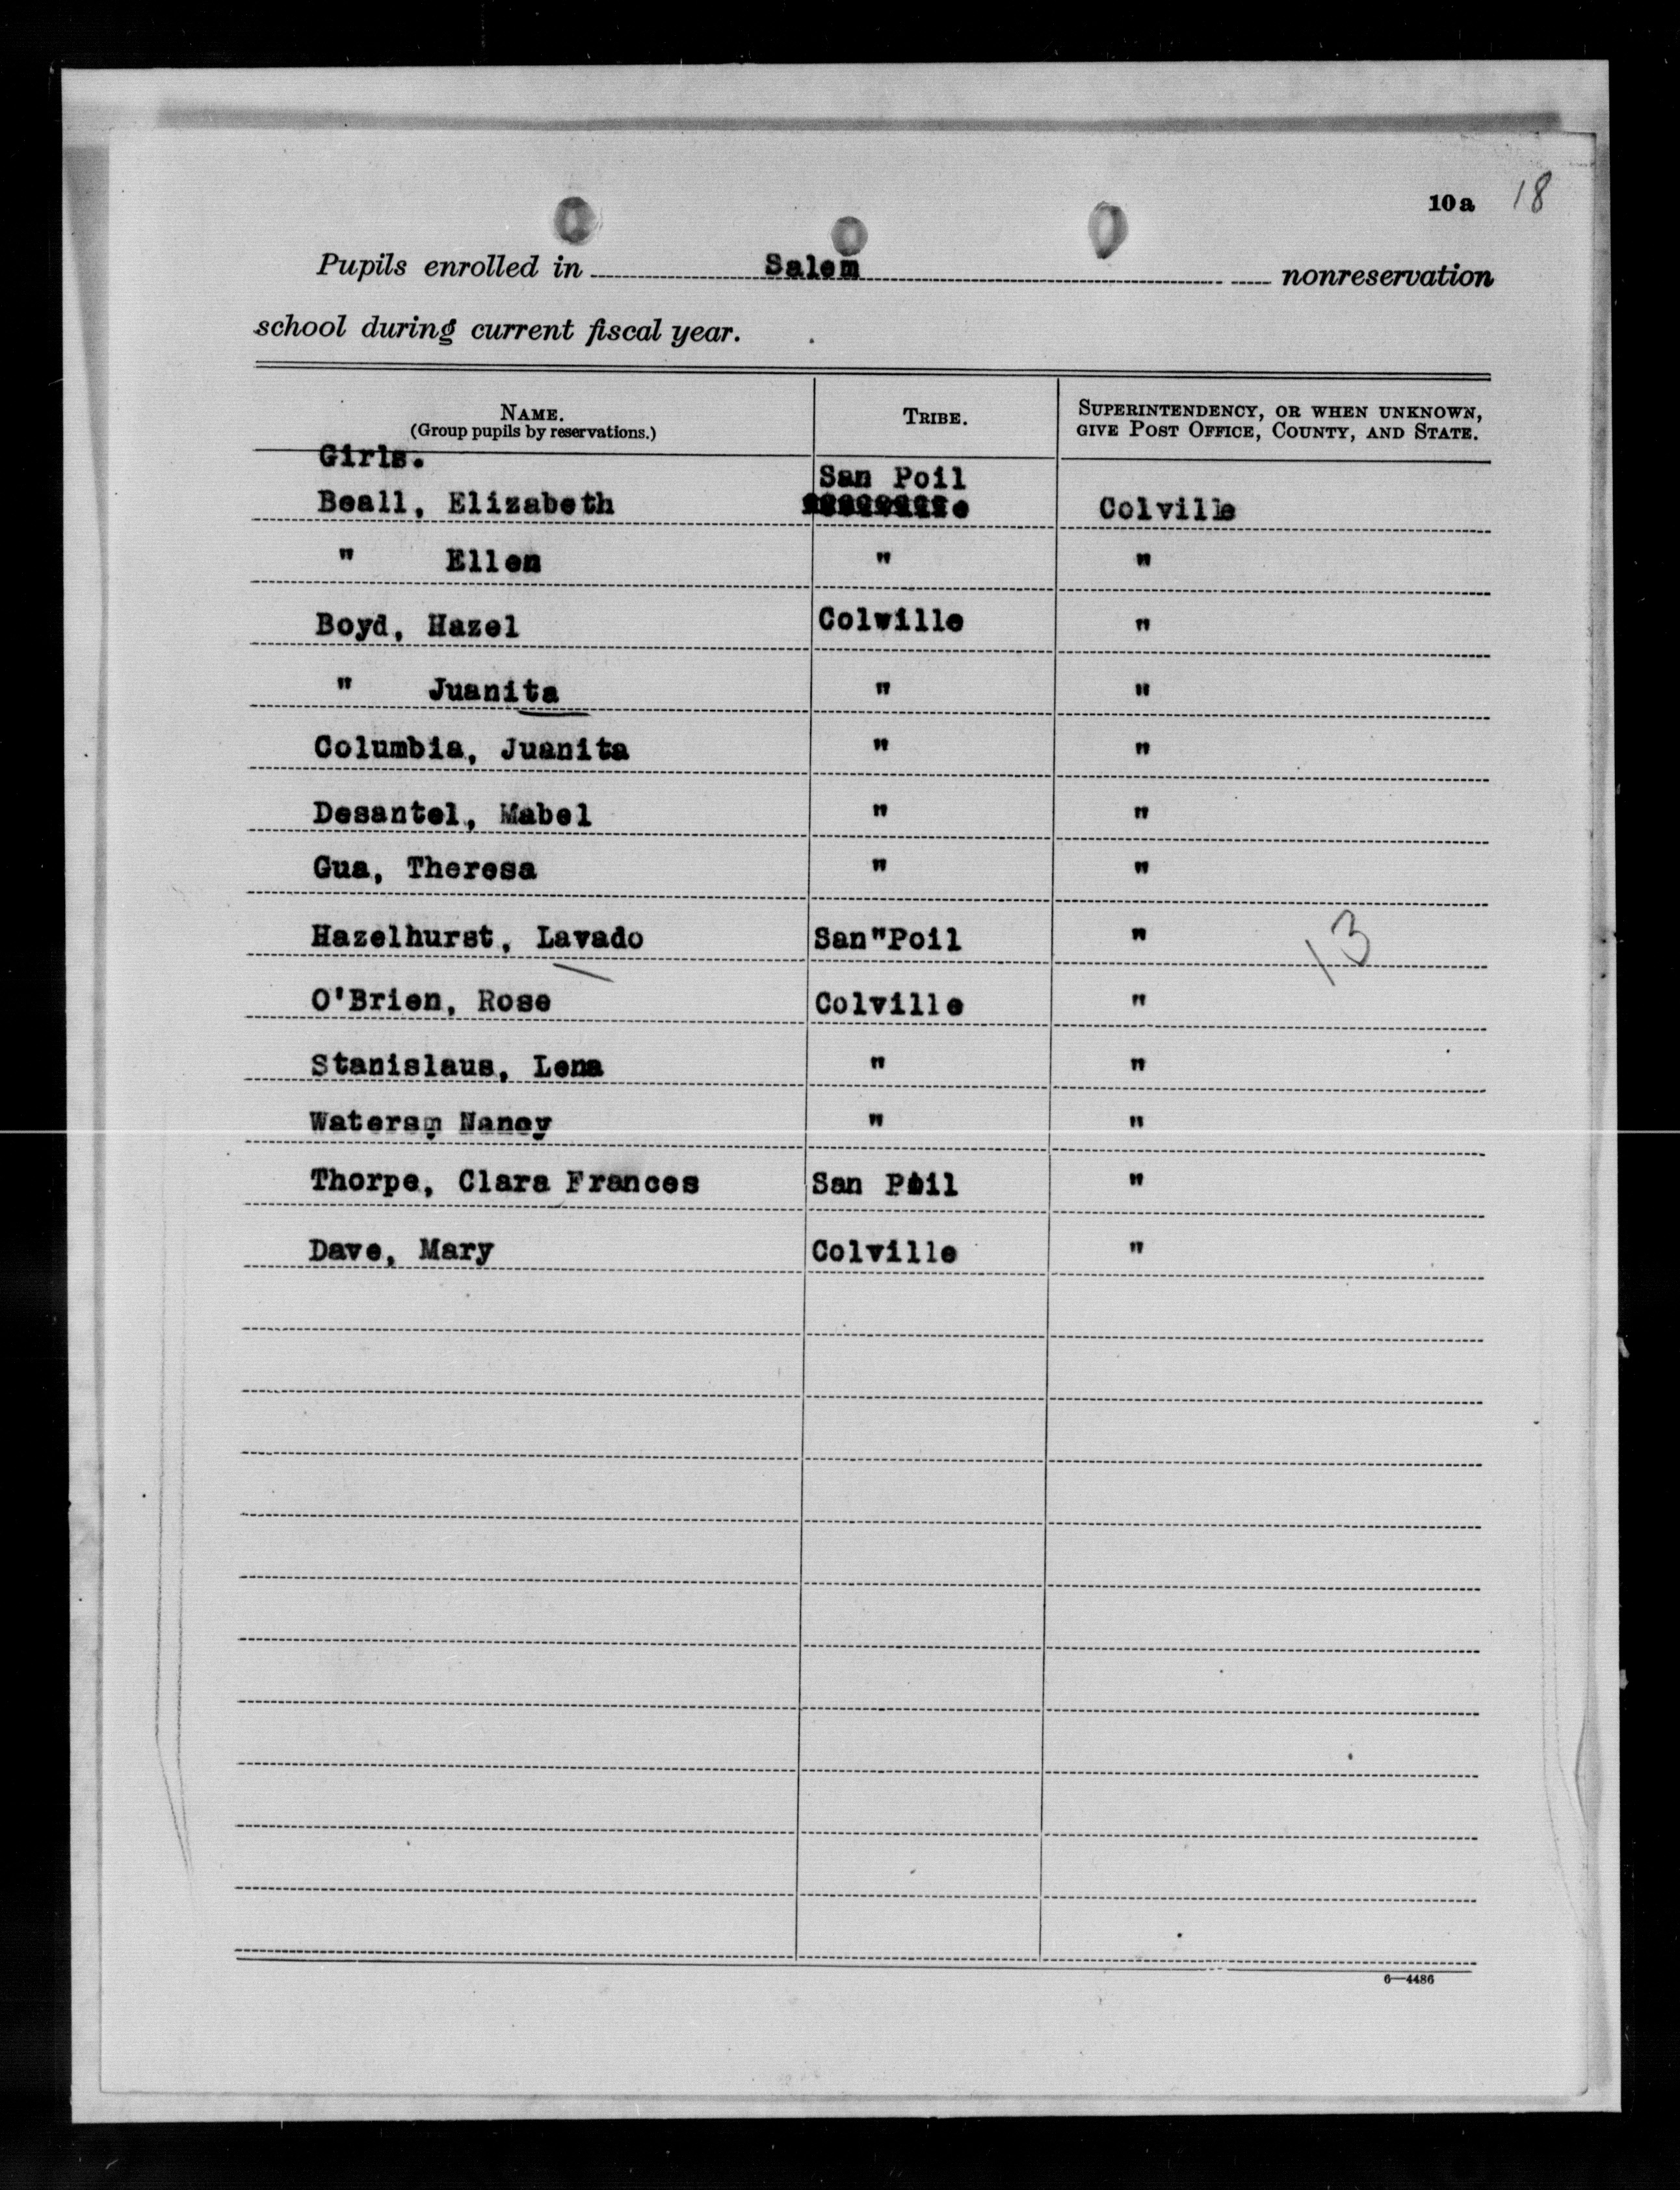 10a 18
Pupils enrolled in Salem nonreservation
school during current fiscal year.
NAME. TRIBE. SUPERINTENDENCY, OR WHEN UNKNOWN,
(Group pupils by reservations.) GIVE POST OFFICE, COUNTY, AND STATE.
Girls.
San Poil
Beall, Elizabeth Colville
" Ellen " "
Boyd, Hazel Colville "
" Juanita " "
Columbia, Juanita " "
Desantel, Mabel " "
Gua, Theresa " "
Hazelhurst, Lavado San"Poil " 13
O'Brien, Rose Colville "
Stanislaus, Lena " "
Waters, Nancy " "
Thorpe, Clara Frances San Poil "
Dave, Mary Colville "
6—4486